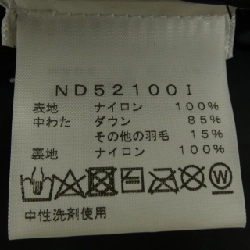 ND52100I
表地 ナイロン 100%
中わた ダウン 85%
その他の羽毛 15%
裏地 ナイロン 100%
中性洗剤使用